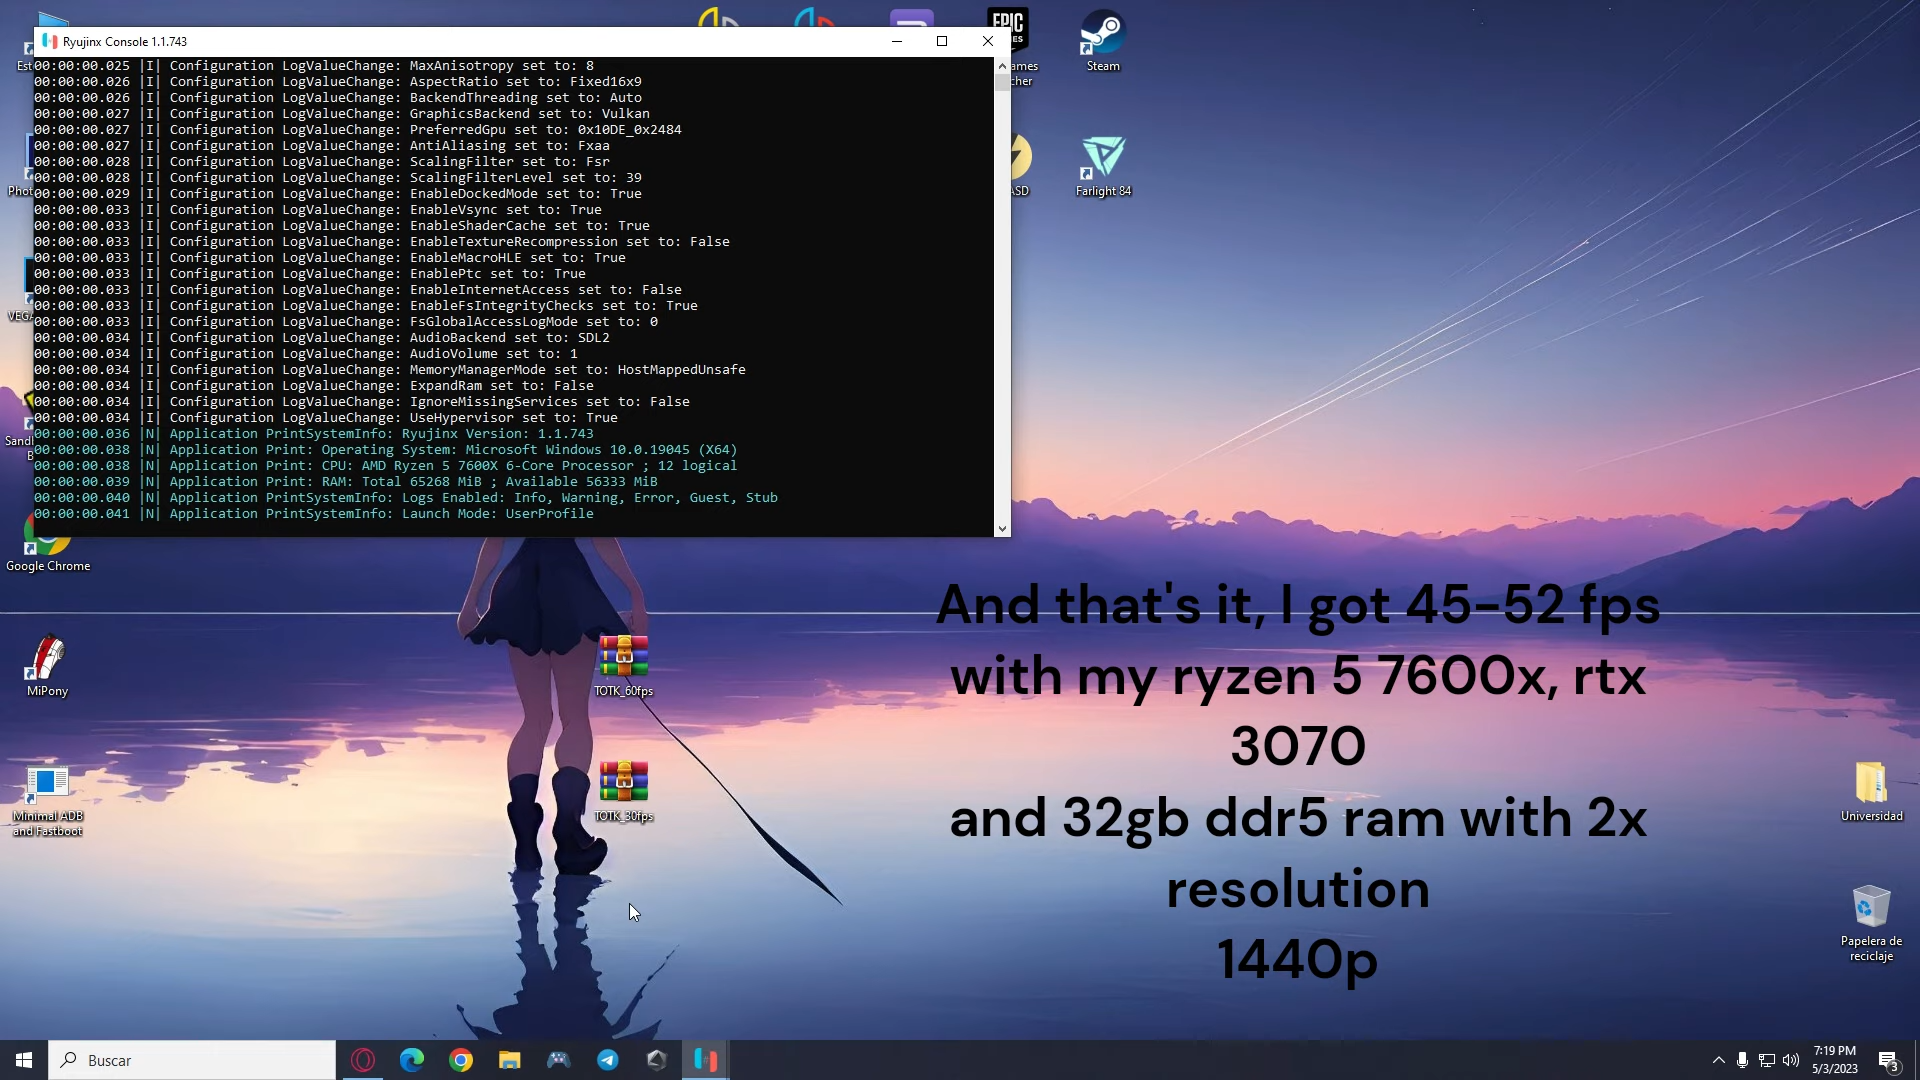 Ryujinx Console 1.1.743
00:00:00.025 |I| Configuration LogValueChange: MaxAnisotropy set to: 8
00:00:00.026 |I| Configuration LogValueChange: AspectRatio set to: Fixed16x9
00:00:00.026 |I| Configuration LogValueChange: BackendThreading set to: Auto
00:00:00.027 |I| Configuration LogValueChange: GraphicsBackend set to: Vulkan
00:00:00.027 |I| Configuration LogValueChange: PreferredGpu set to: 0x10DE_0x2484
00:00:00.027 |I| Configuration LogValueChange: AntiAliasing set to: Fxaa
00:00:00.028 |I| Configuration LogValueChange: ScalingFilter set to: Fsr
00:00:00.028 |I| Configuration LogValueChange: ScalingFilterLevel set to: 39
00:00:00.029 |I| Configuration LogValueChange: EnableDockedMode set to: True
00:00:00.033 |I| Configuration LogValueChange: EnableVsync set to: True
00:00:00.033 |I| Configuration LogValueChange: EnableShaderCache set to: True
00:00:00.033 |I| Configuration LogValueChange: EnableTextureRecompression set to: False
00:00:00.033 |I| Configuration LogValueChange: EnableMacroHLE set to: True
00:00:00.033 |I| Configuration LogValueChange: EnablePtc set to: True
00:00:00.033 |I| Configuration LogValueChange: EnableInternetAccess set to: False
00:00:00.033 |I| Configuration LogValueChange: EnableFsIntegrityChecks set to: True
00:00:00.033 |I| Configuration LogValueChange: FsGlobalAccessLogMode set to: 0
00:00:00.034 |I| Configuration LogValueChange: AudioBackend set to: SDL2
00:00:00.034 |I| Configuration LogValueChange: AudioVolume set to: 1
00:00:00.034 |I| Configuration LogValueChange: MemoryManagerMode set to: HostMappedUnsafe
00:00:00.034 |I| Configuration LogValueChange: ExpandRam set to: False
00:00:00.034 |I| Configuration LogValueChange: IgnoreMissingServices set to: False
00:00:00.034 |I| Configuration LogValueChange: UseHypervisor set to: True
00:00:00.036 |N| Application PrintSystemInfo: Ryujinx Version: 1.1.743
00:00:00.038 |N| Application Print: Operating System: Microsoft Windows 10.0.19045 (X64)
00:00:00.038 |N| Application Print: CPU: AMD Ryzen 5 7600X 6-Core Processor ; 12 logical
00:00:00.039 |N| Application Print: RAM: Total 65268 MiB ; Available 56333 MiB
00:00:00.040 |N| Application PrintSystemInfo: Logs Enabled: Info, Warning, Error, Guest, Stub
00:00:00.041 |N| Application PrintSystemInfo: Launch Mode: UserProfile
EPIC
Steam
Farlight 84
Google Chrome
MiPony
Minimal ADB
and Fastboot
TOTK_60fps
TOTK_30fps
And that's it, I got 45-52 fps
with my ryzen 5 7600x, rtx
3070
and 32gb ddr5 ram with 2x
resolution
1440p
Universidad
Papelera de
reciclaje
Buscar
7:19 PM
5/3/2023
3